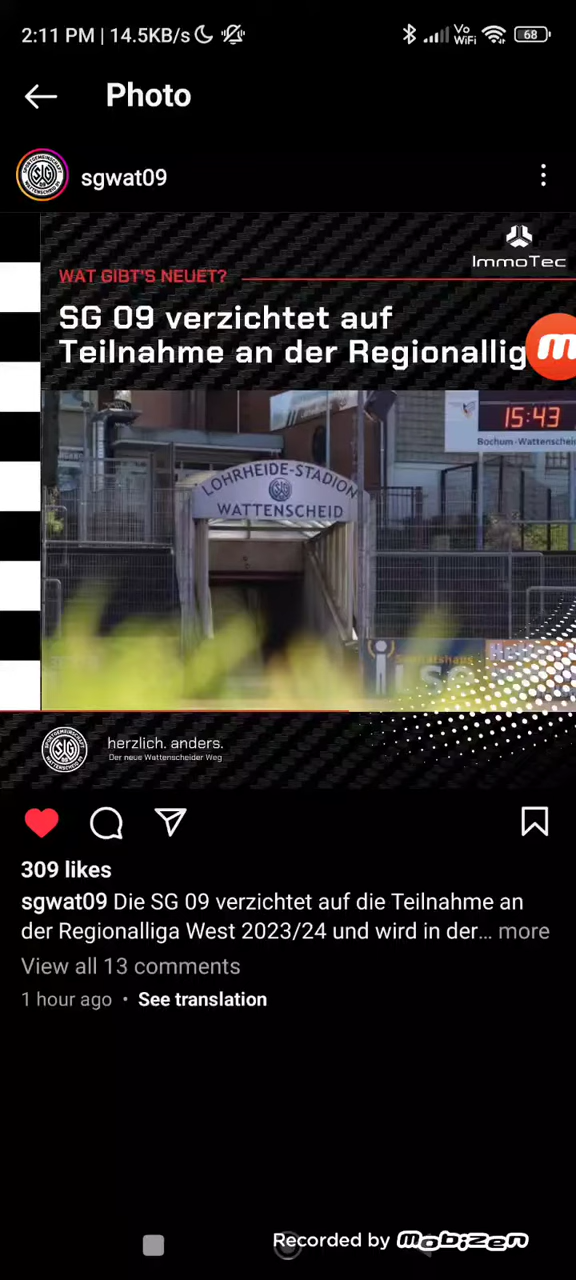 2:11 PM | 14.5KB/s
Vo
WiFi
68
Photo
sgwat09
ImmoTec
WAT GIBT'S NEUET?
SG 09 verzichtet auf
Teilnahme an der Regionallig
m
15:43
Bochum-Wattenscheid
LOHRHEIDE-STADION
WATTENSCHEID
herzlich. anders.
Der neue Wattenscheider Weg
309 likes
sgwat09 Die SG 09 verzichtet auf die Teilnahme an
der Regionalliga West 2023/24 und wird in der... more
View all 13 comments
1 hour ago • See translation
Recorded by Mobizen